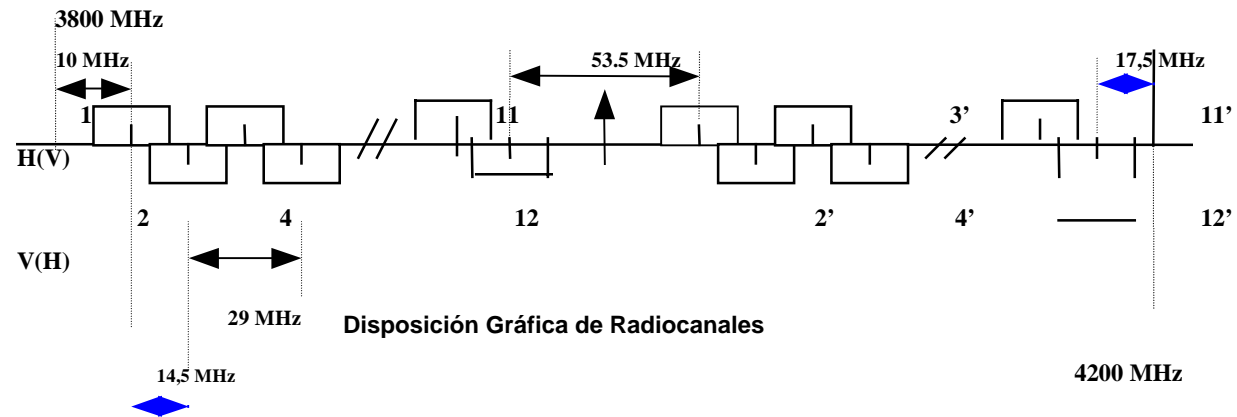 3800 MHz
10 MHz 53.5 MHz 17,5 MHz
1 11 3’ 11’
H(V)
2 4 12 2’ 4’ 12’
V(H)
29 MHz Disposición Gráfica de Radiocanales
14,5 MHz 4200 MHz